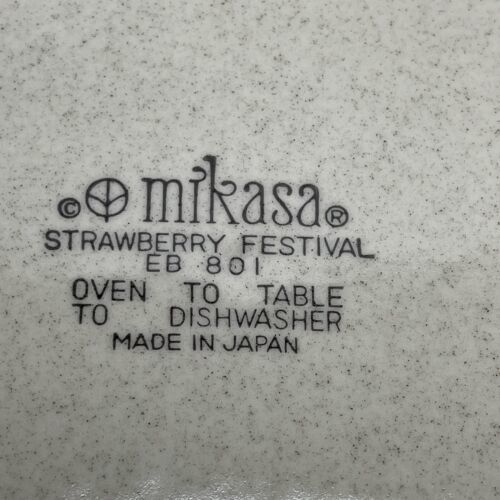 © mikasa®
STRAWBERRY FESTIVAL
EB 801
OVEN TO TABLE
TO DISHWASHER
MADE IN JAPAN